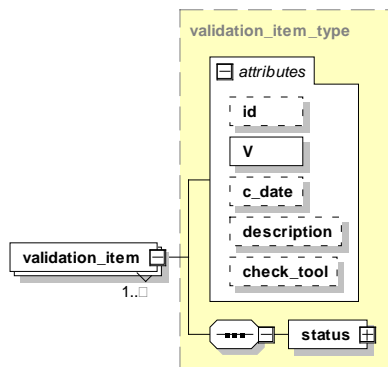 validation_item_type
attributes
id
V
c_date
description
check_tool
validation_item
1..□
status